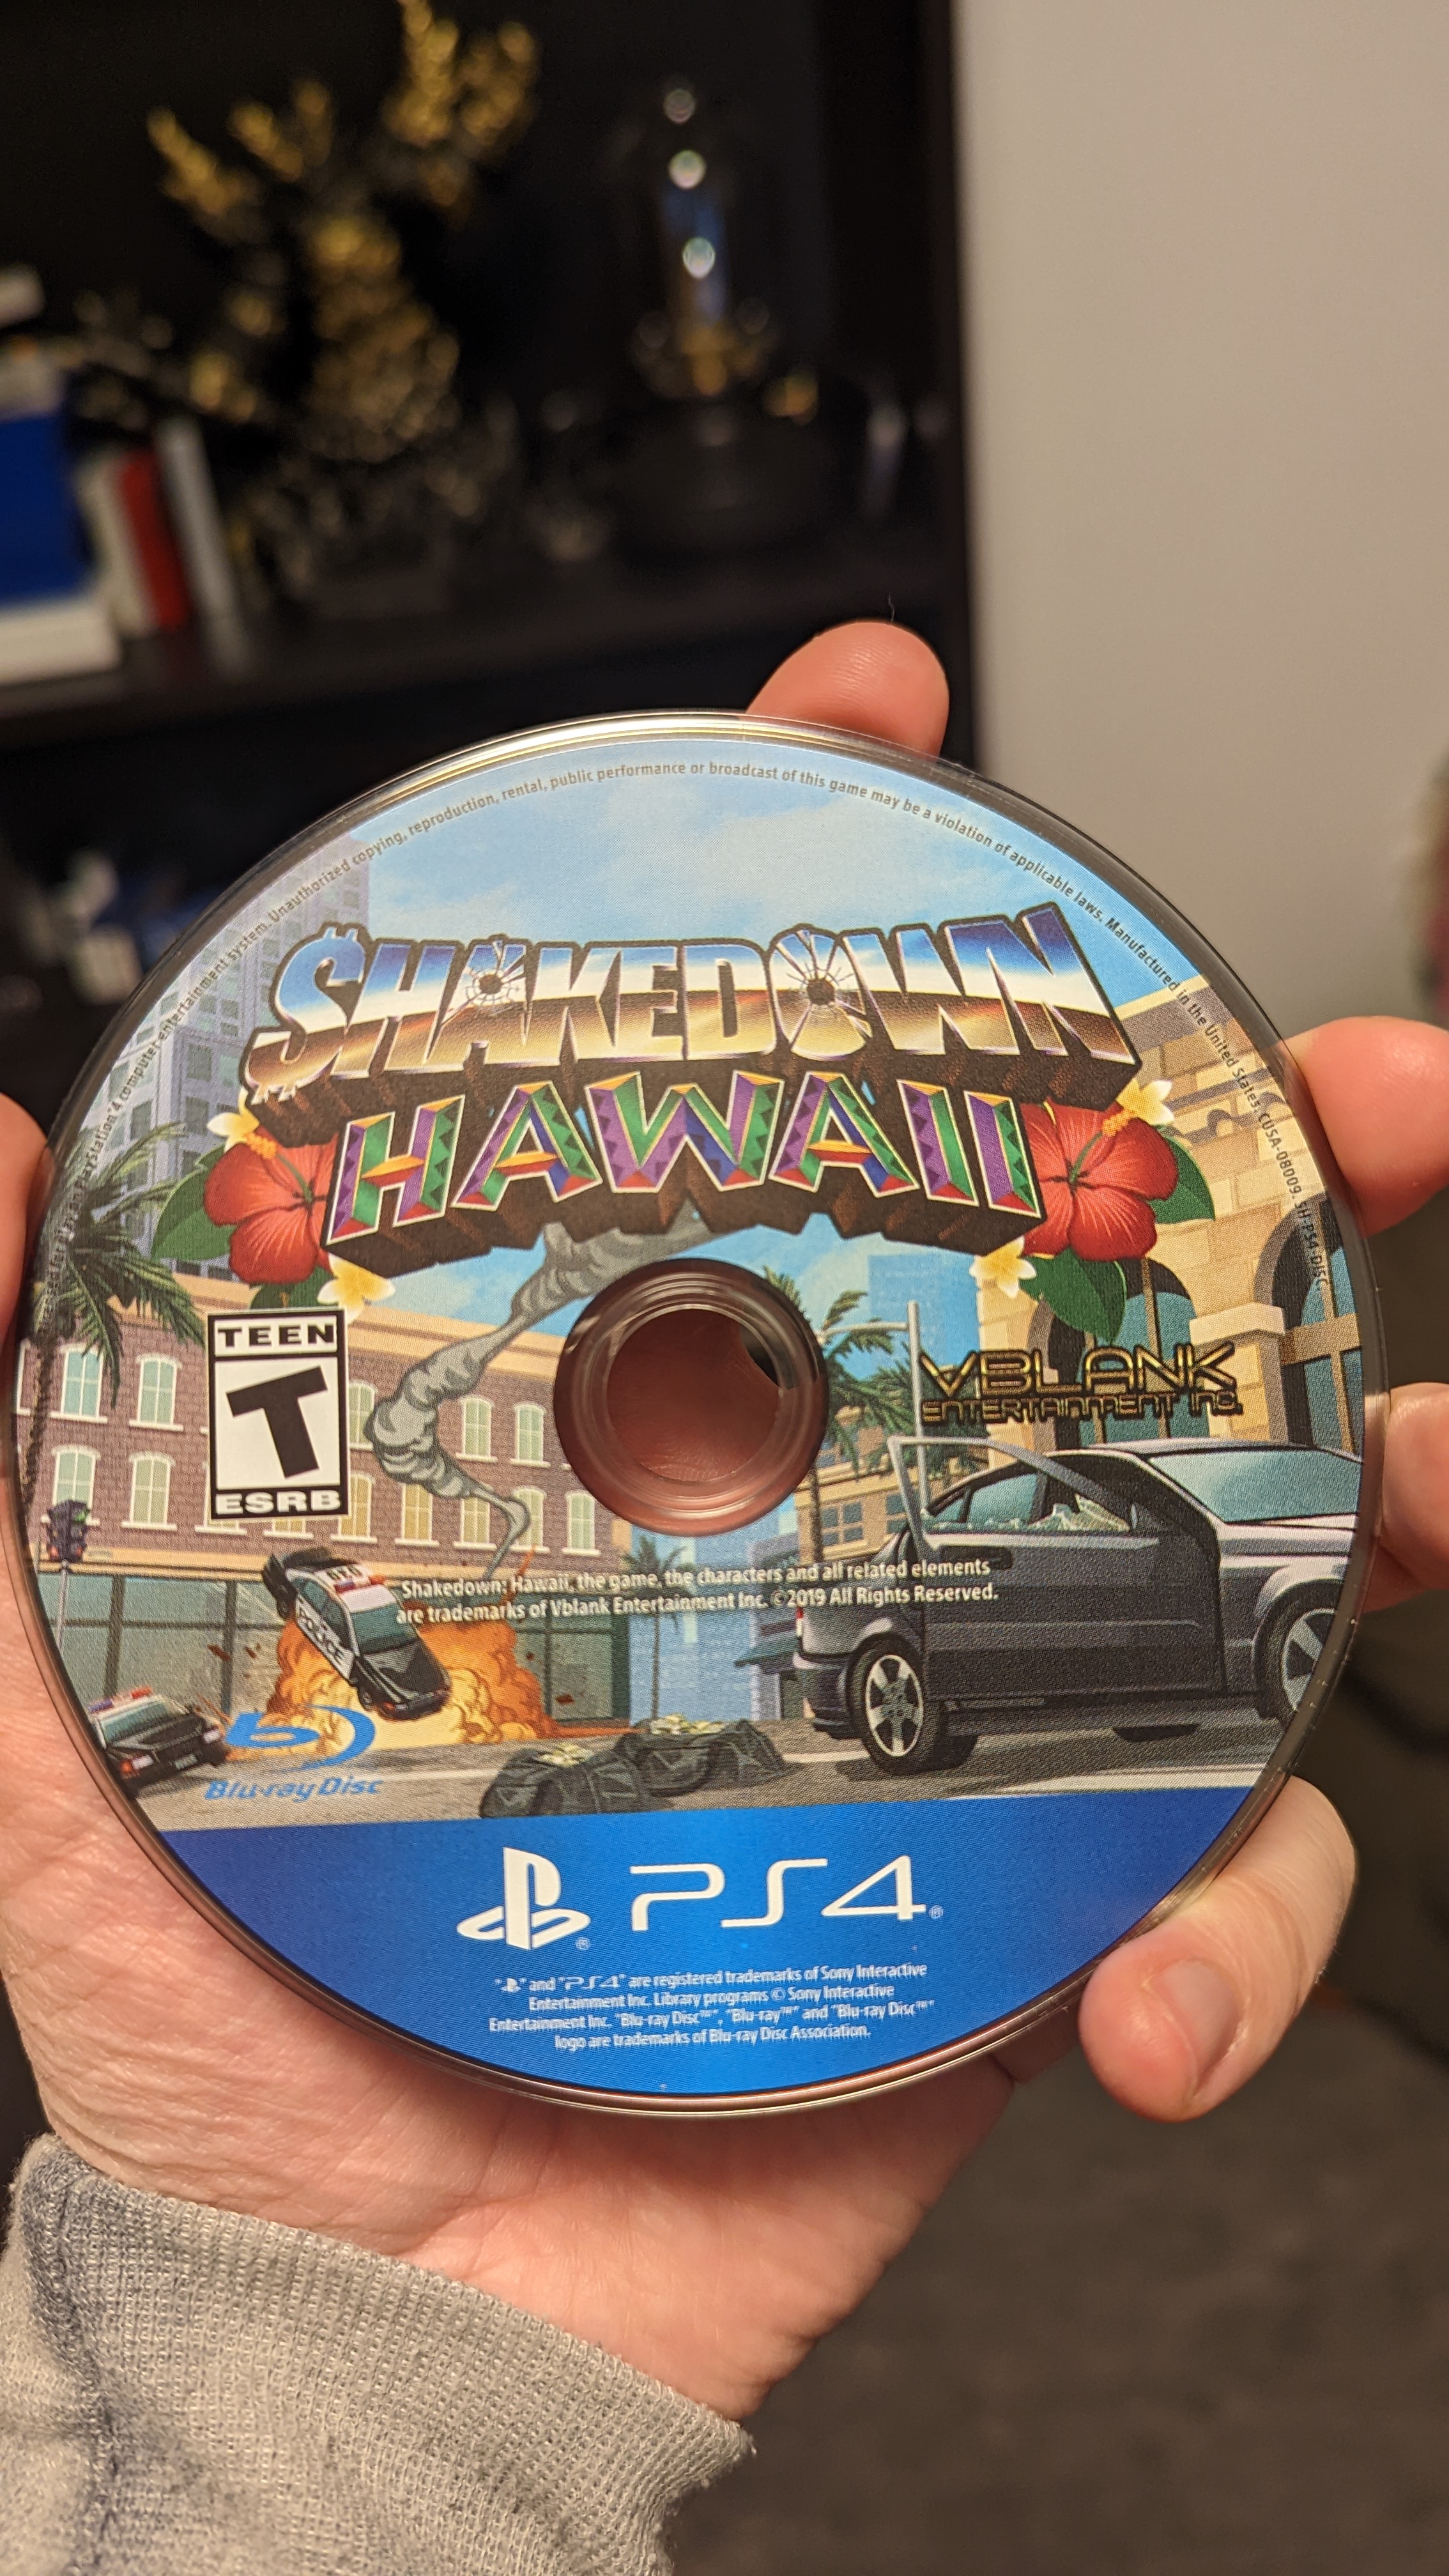 system. Unauthorized copying, reproduction, rental, public performance or broadcast of this game may be a violation of applicable laws. Manufactured in the United States. CUSA-08009. SH-PS4-DISC
SHAKEDOWN
HAWAII
TEEN
T
ESRB
VBLANK
ENTERTAINMENT INC.
Shakedown: Hawaii, the game, the characters and all related elements
are trademarks of Vblank Entertainment Inc. ©2019 All Rights Reserved.
POLICE
Blu-ray Disc
PS4®
"PS" and "PS4" are registered trademarks of Sony Interactive
Entertainment Inc. Library programs © Sony Interactive
Entertainment Inc. "Blu-ray Disc™", "Blu-ray™" and "Blu-ray Disc™"
logo are trademarks of Blu-ray Disc Association.